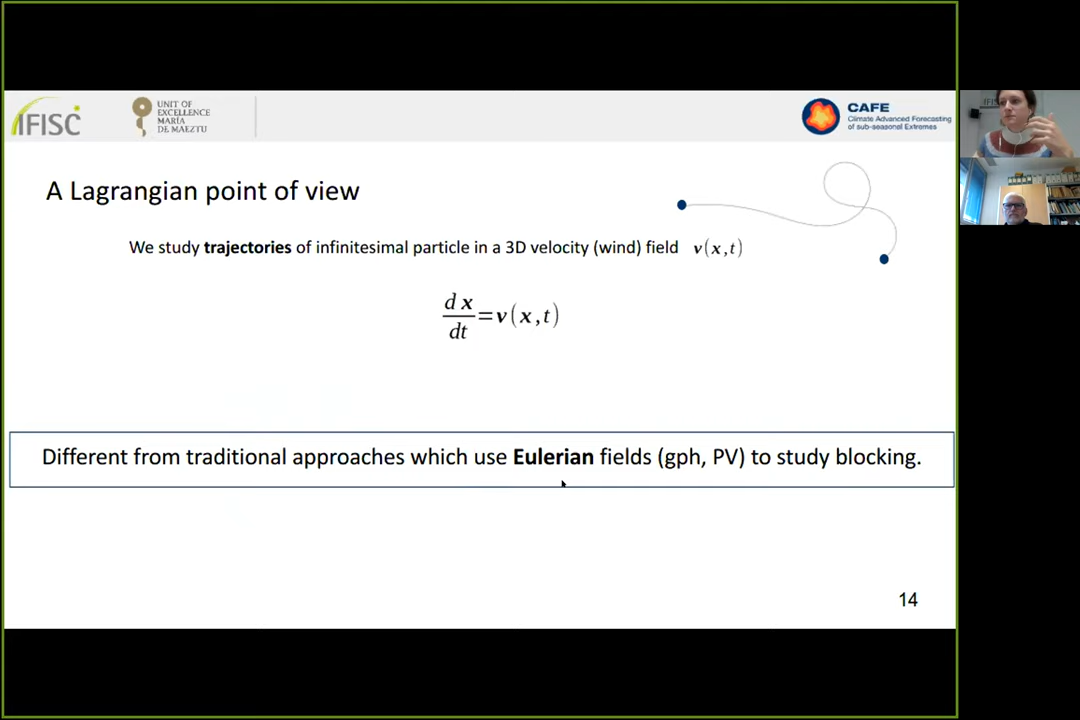 IFISC
UNIT OF
EXCELLENCE
MARÍA
DE MAEZTU
CAFE
Climate Advanced Forecasting
of sub-seasonal Extremes
A Lagrangian point of view
We study trajectories of infinitesimal particle in a 3D velocity (wind) field v(x,t)
dx/dt=v(x,t)
Different from traditional approaches which use Eulerian fields (gph, PV) to study blocking.
14